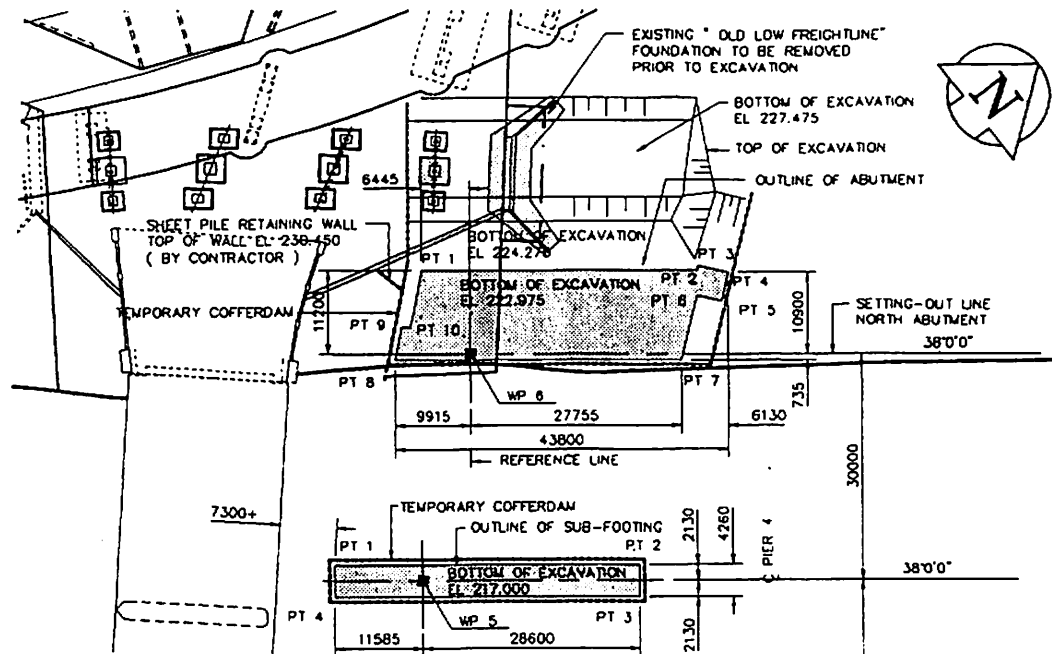 EXISTING " OLD LOW FREIGHTLINE"
FOUNDATION TO BE REMOVED
PRIOR TO EXCAVATION
N
BOTTOM OF EXCAVATION
EL 227.475
TOP OF EXCAVATION
OUTLINE OF ABUTMENT
6445
SHEET PILE RETAINING WALL
TOP OF WALL EL 230.450
( BY CONTRACTOR )
BOTTOM OF EXCAVATION
EL 224.275
PT 1
PT 3
PT 2
PT 4
BOTTOM OF EXCAVATION
EL 222.975
PT 6
PT 5
11200
TEMPORARY COFFERDAM
PT 9
PT 10
10900
SETTING-OUT LINE
NORTH ABUTMENT
38°0'0"
PT 8
PT 7
735
WP 6
9915
27755
6130
43800
REFERENCE LINE
30000
7300+
TEMPORARY COFFERDAM
OUTLINE OF SUB-FOOTING
PT 1
PT 2
2130
4260
PIER 4
BOTTOM OF EXCAVATION
EL 217.000
38°0'0"
PT 4
WP 5
PT 3
11585
28600
2130